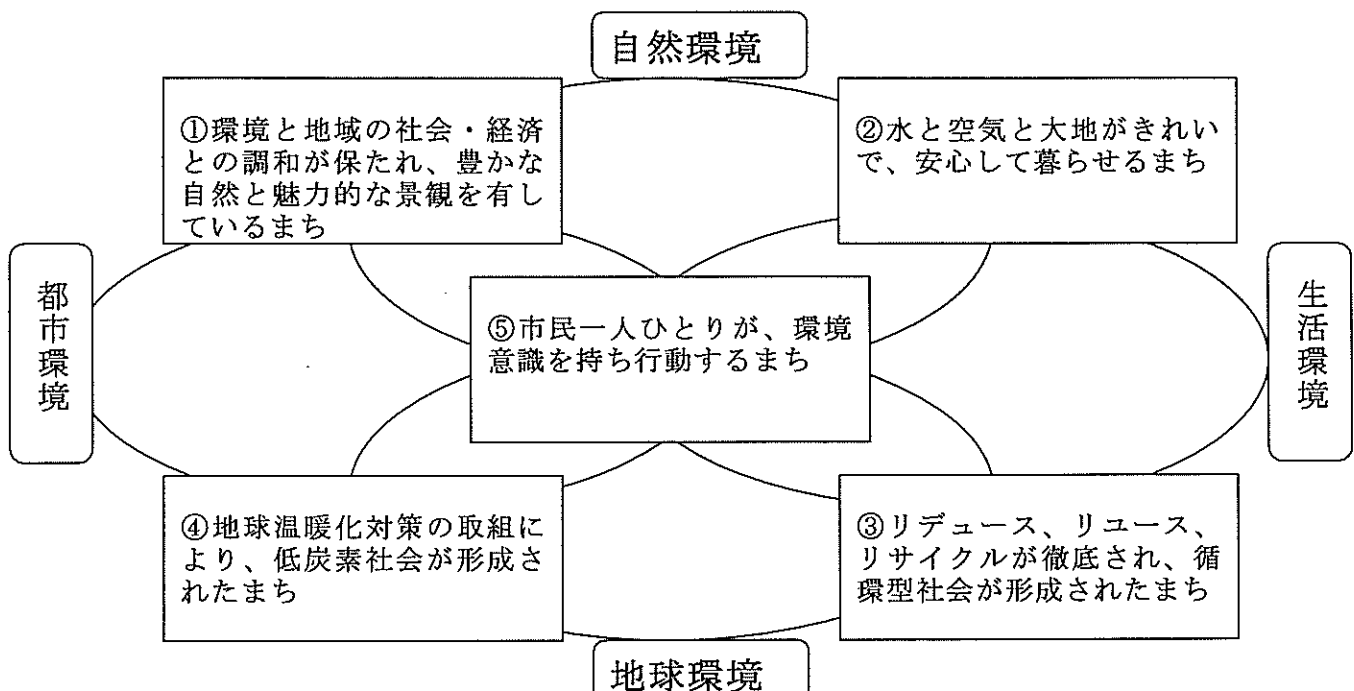 自然環境
①環境と地域の社会・経済
との調和が保たれ、豊かな
自然と魅力的な景観を有し
ているまち
②水と空気と大地がきれい
で、安心して暮らせるまち
都市環境
⑤市民一人ひとりが、環境
意識を持ち行動するまち
生活環境
④地球温暖化対策の取組に
より、低炭素社会が形成さ
れたまち
③リデュース、リユース、
リサイクルが徹底され、循
環型社会が形成されたまち
地球環境